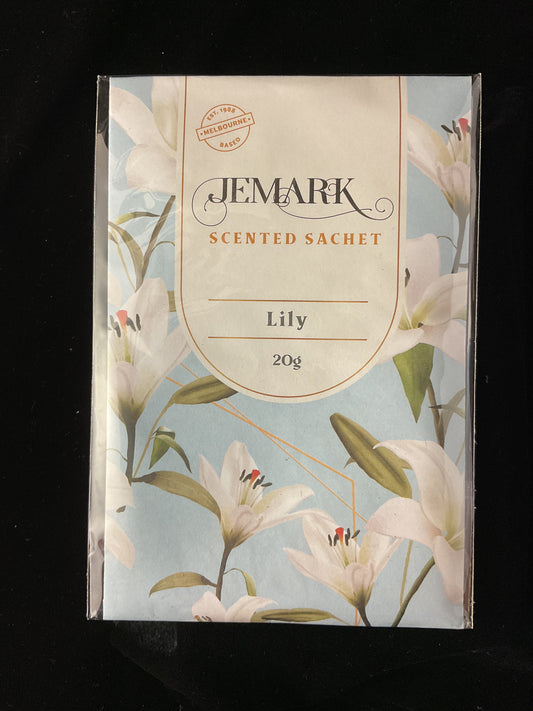 EST. 1988
MELBOURNE
BASED
JEMARK
SCENTED SACHET
Lily
20g